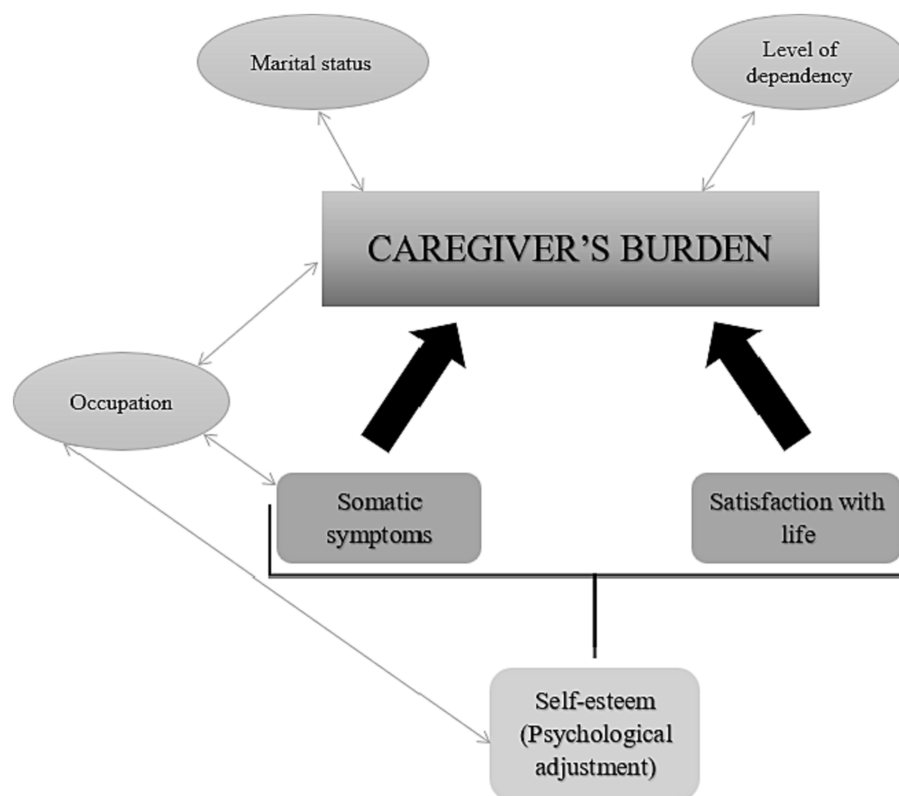 Marital status
Level of
dependency
CAREGIVER’S BURDEN
Occupation
Somatic
symptoms
Satisfaction with
life
Self-esteem
(Psychological
adjustment)